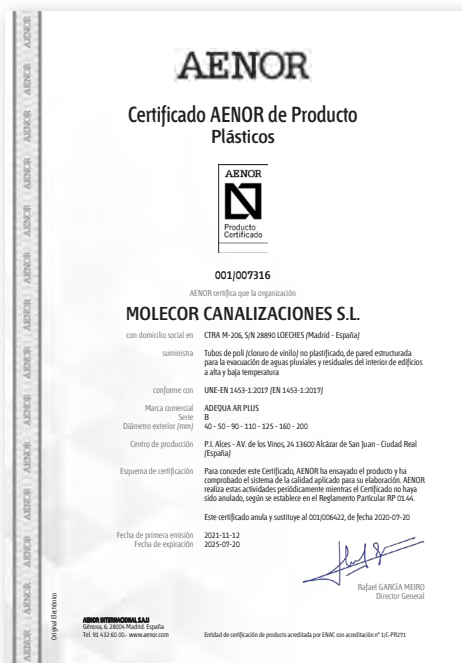 AENOR
Certificado AENOR de Producto
Plásticos
AENOR
Producto
Certificado
001/007316
AENOR certifica que la organización
MOLECOR CANALIZACIONES S.L.
con domicilio social en CTRA M-206, S/N 28890 LOECHES (Madrid - España)
suministra Tubos de poli (cloruro de vinilo) no plastificado, de pared estructurada
para la evacuación de aguas pluviales y residuales del interior de edificios
a alta y baja temperatura
conforme con UNE-EN 1453-1:2017 (EN 1453-1:2017)
Marca comercial ADEQUA AR PLUS
Serie B
Diámetro exterior (mm) 40 - 50 - 90 - 110 - 125 - 160 - 200
Centro de producción P.I. Alces - AV. de los Vinos, 24 13600 Alcázar de San Juan - Ciudad Real
(España)
Esquema de certificación Para conceder este Certificado, AENOR ha ensayado el producto y ha
comprobado el sistema de la calidad aplicado para su elaboración. AENOR
realiza estas actividades periódicamente mientras el Certificado no haya
sido anulado, según se establece en el Reglamento Particular RP 01.44.
Este certificado anula y sustituye al 001/006422, de fecha 2020-07-20
Fecha de primera emisión 2021-11-12
Fecha de expiración 2025-07-20
Rafael GARCÍA MEIRO
Director General
Original Electrónico
AENOR INTERNACIONAL S.A.U
Génova, 6. 28004 Madrid. España
Tel. 91 432 60 00.- www.aenor.com
Entidad de certificación de producto acreditada por ENAC con acreditación nº 1/C-PR271
AENOR AENOR AENOR AENOR AENOR AENOR AENOR AENOR AENOR AENOR